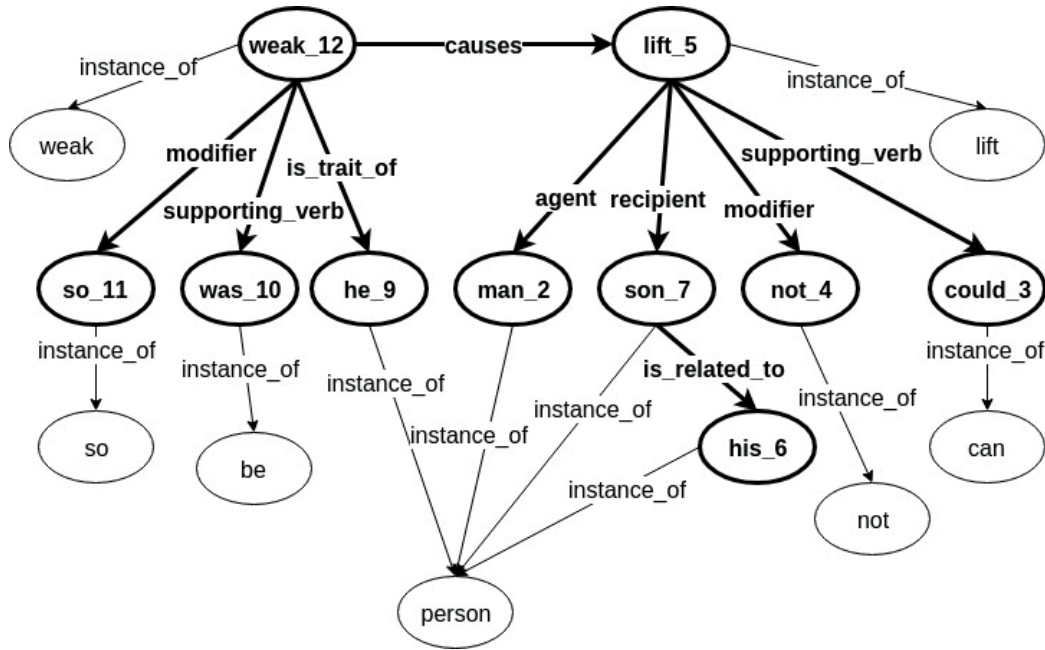 weak_12
causes
lift_5
instance_of
instance_of
weak
lift
modifier
is_trait_of
supporting_verb
supporting_verb
agent
recipient
modifier
so_11
was_10
he_9
man_2
son_7
not_4
could_3
instance_of
instance_of
instance_of
instance_of
instance_of
instance_of
is_related_to
instance_of
instance_of
so
be
his_6
can
instance_of
not
person